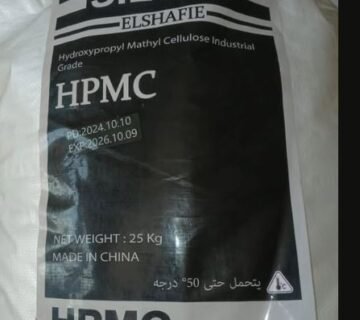 ELSHAFIE
Hydroxypropyl Mathyl Cellulose Industrial
Grade
HPMC
PD:2024.10.10
EXP:2026.10.09
NET WEIGHT : 25 Kg
MADE IN CHINA
يتحمل حتى 50° درجه
HPMC